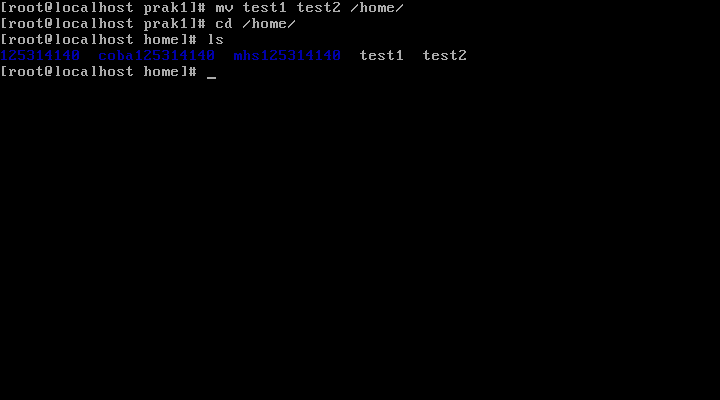 [root@localhost prak1]# mv test1 test2 /home/
[root@localhost prak1]# cd /home/
[root@localhost home]# ls
125314140  coba125314140  mhs125314140  test1  test2
[root@localhost home]# _